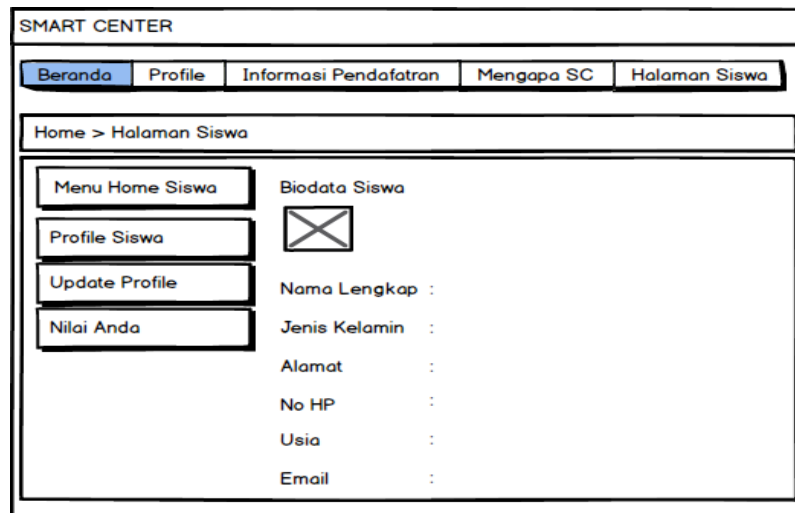 SMART CENTER
Beranda Profile Informasi Pendafatran Mengapa SC Halaman Siswa
Home > Halaman Siswa
Menu Home Siswa
Profile Siswa
Update Profile
Nilai Anda
Biodata Siswa
Nama Lengkap :
Jenis Kelamin :
Alamat :
No HP :
Usia :
Email :